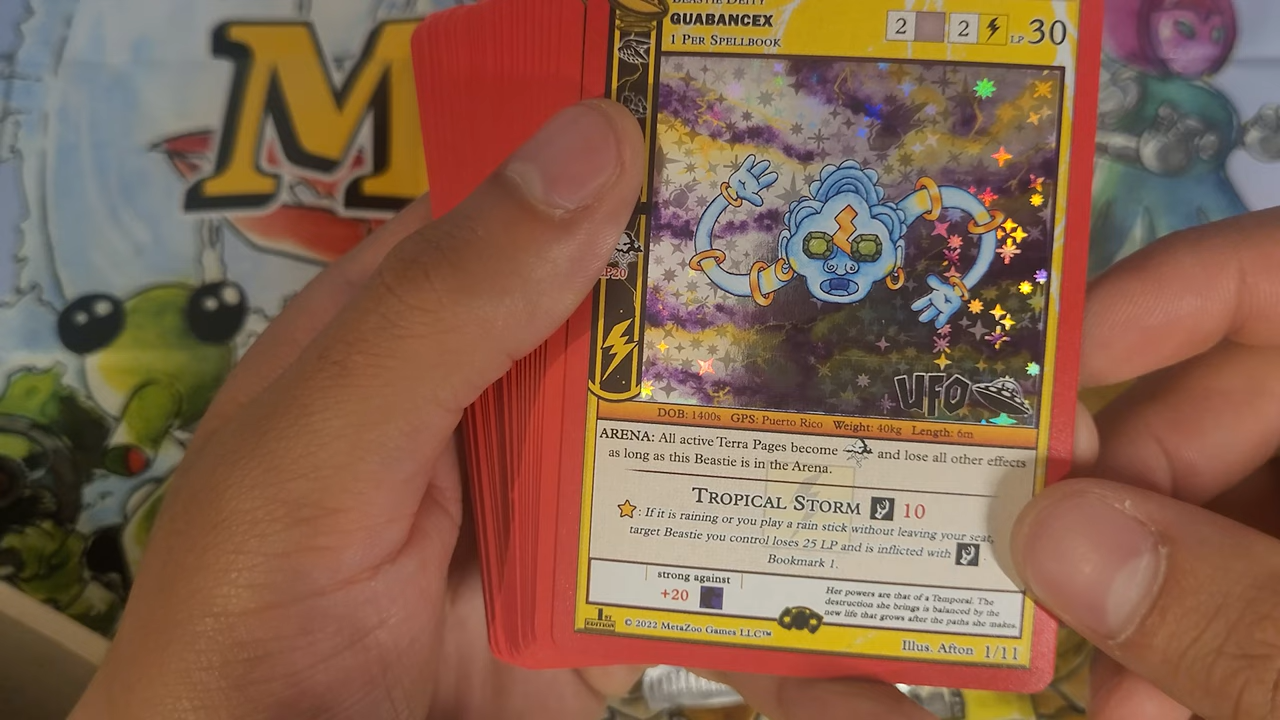 M
BEASTIE DEITY
GUABANCEX
1 PER SPELLBOOK
2 2 LP 30
LP20
UFO
DOB: 1400s GPS: Puerto Rico Weight: 40kg Length: 6m
ARENA: All active Terra Pages become and lose all other effects
as long as this Beastie is in the Arena.
TROPICAL STORM 10
: If it is raining or you play a rain stick without leaving your seat,
target Beastie you control loses 25 LP and is inflicted with .
Bookmark 1.
strong against
+20
Her powers are that of a Temporal. The
destruction she brings is balanced by the
new life that grows after the paths she makes.
1ST
EDITION
© 2022 MetaZoo Games LLC™
Illus. Afton 1/11